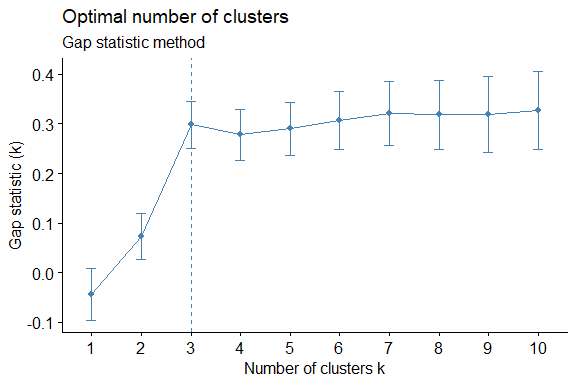 Optimal number of clusters
Gap statistic method
Gap statistic (k)
0.4
0.3
0.2
0.1
0.0
-0.1
1 2 3 4 5 6 7 8 9 10
Number of clusters k